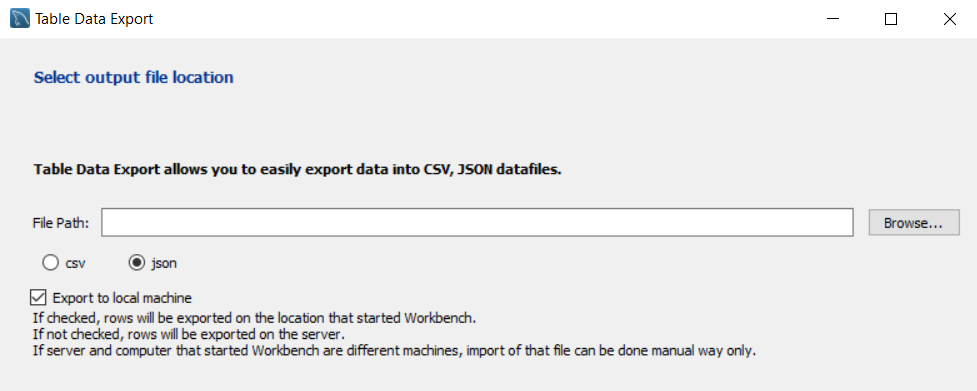 Table Data Export
Select output file location
Table Data Export allows you to easily export data into CSV, JSON datafiles.
File Path:
Browse...
csv
json
Export to local machine
If checked, rows will be exported on the location that started Workbench.
If not checked, rows will be exported on the server.
If server and computer that started Workbench are different machines, import of that file can be done manual way only.